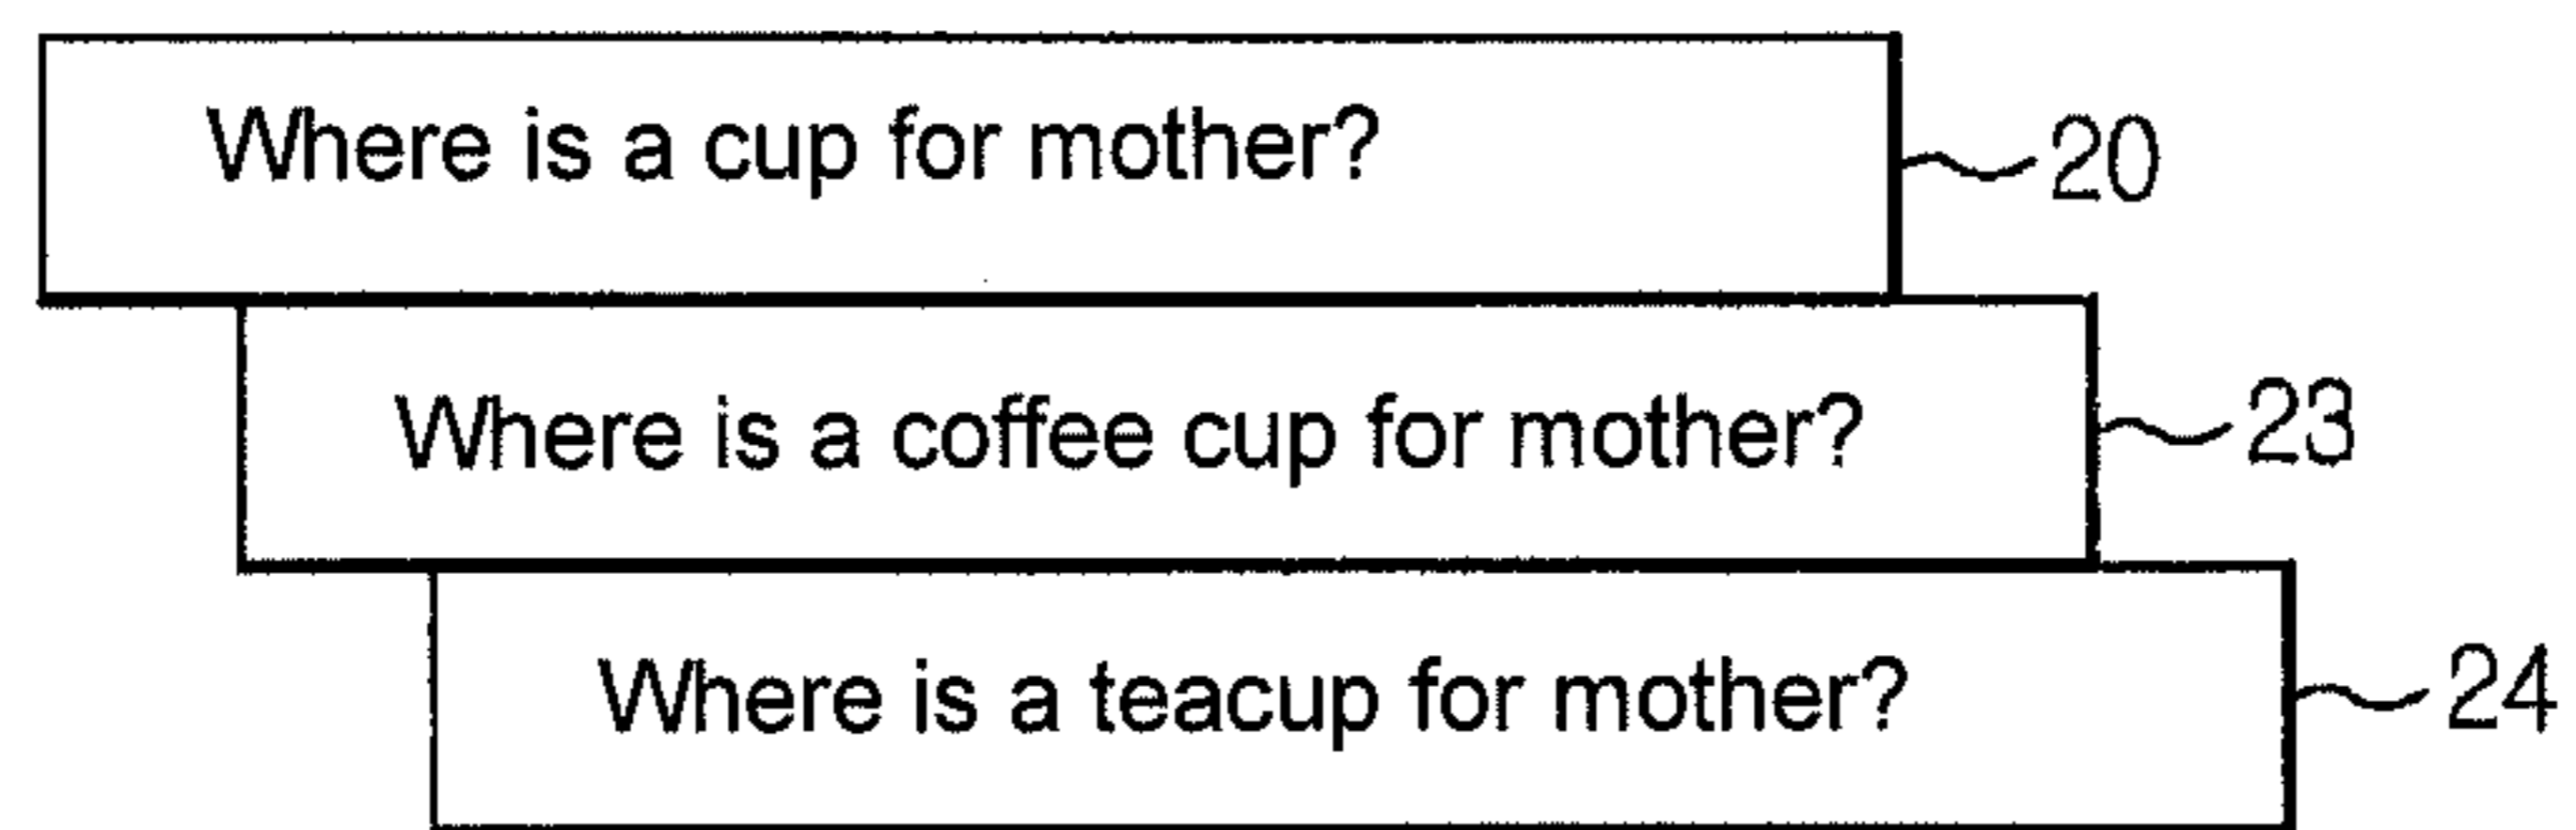 Where is a cup for mother? 20
Where is a coffee cup for mother? 23
Where is a teacup for mother? 24